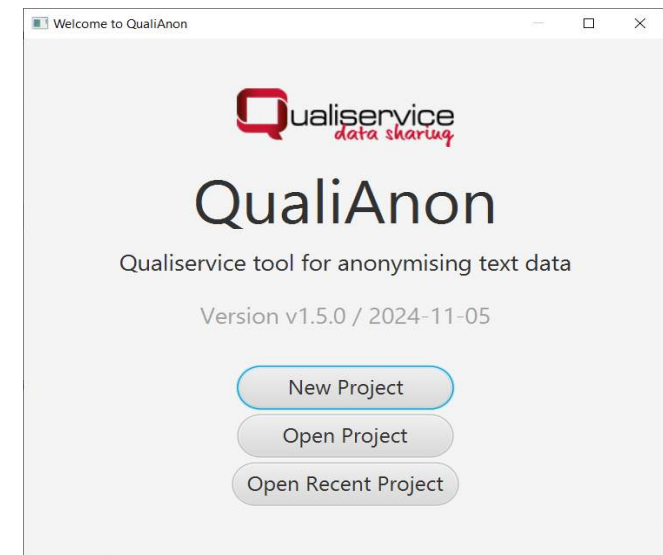 Welcome to QualiAnon
Qualiservice
data sharing
QualiAnon
Qualiservice tool for anonymising text data
Version v1.5.0 / 2024-11-05
New Project
Open Project
Open Recent Project